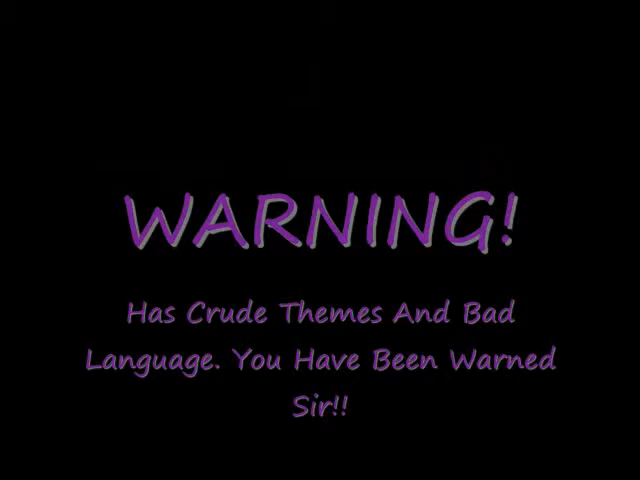 WARNING!
Has Crude Themes And Bad
Language. You Have Been Warned
Sir!!